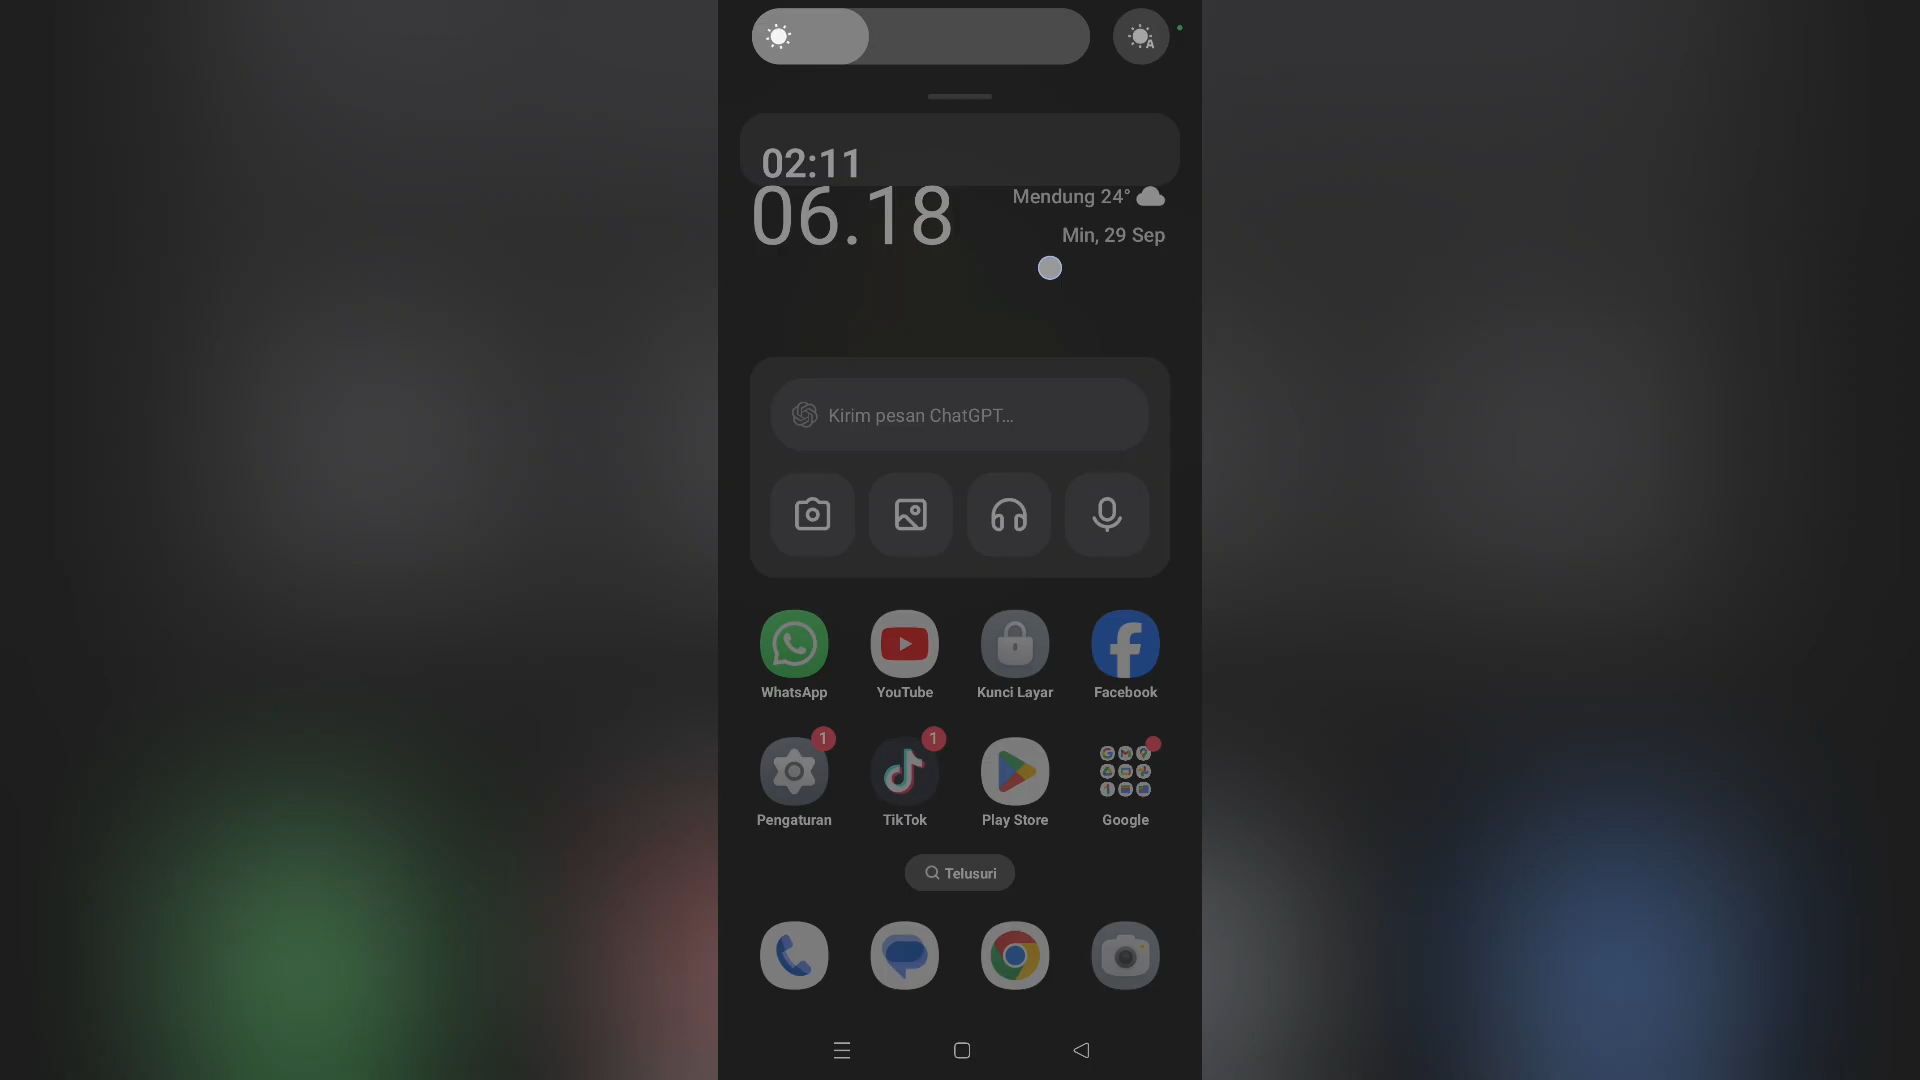 02:11
06.18
Mendung 24°
Min, 29 Sep
Kirim pesan ChatGPT...
WhatsApp
YouTube
Kunci Layar
Facebook
1
1
Pengaturan
TikTok
Play Store
Google
Telusuri